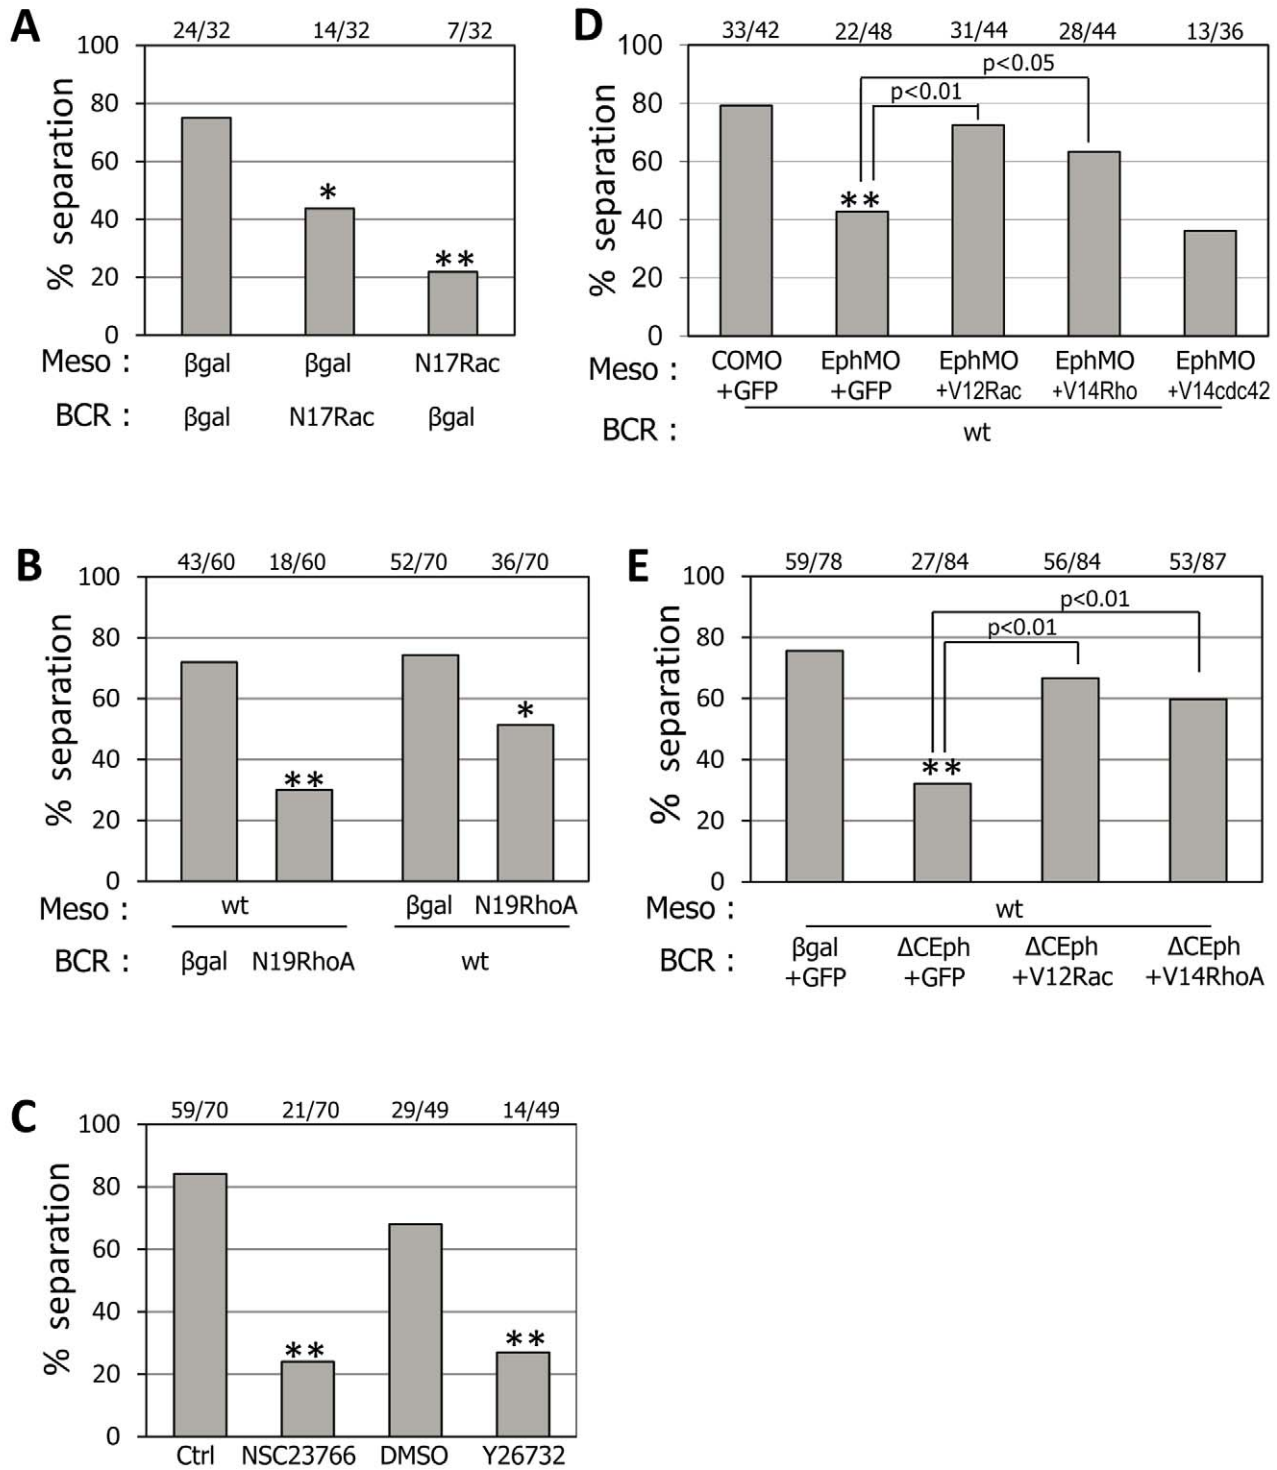 A
24/32 14/32 7/32
100
80
60
40
20
0
% separation
*
**
Meso : βgal βgal N17Rac
BCR : βgal N17Rac βgal
B
43/60 18/60 52/70 36/70
100
80
60
40
20
0
% separation
**
*
Meso : wt βgal N19RhoA
BCR : βgal N19RhoA wt
C
59/70 21/70 29/49 14/49
100
80
60
40
20
0
% separation
**
**
Ctrl NSC23766 DMSO Y26732
D
33/42 22/48 31/44 28/44 13/36
100
80
60
40
20
0
% separation
p<0.05
p<0.01
**
Meso : COMO EphMO EphMO EphMO EphMO
+GFP +GFP +V12Rac +V14Rho +V14cdc42
BCR : wt
E
59/78 27/84 56/84 53/87
100
80
60
40
20
0
% separation
p<0.01
p<0.01
**
Meso : wt
BCR : βgal ΔCEph ΔCEph ΔCEph
+GFP +GFP +V12Rac +V14RhoA